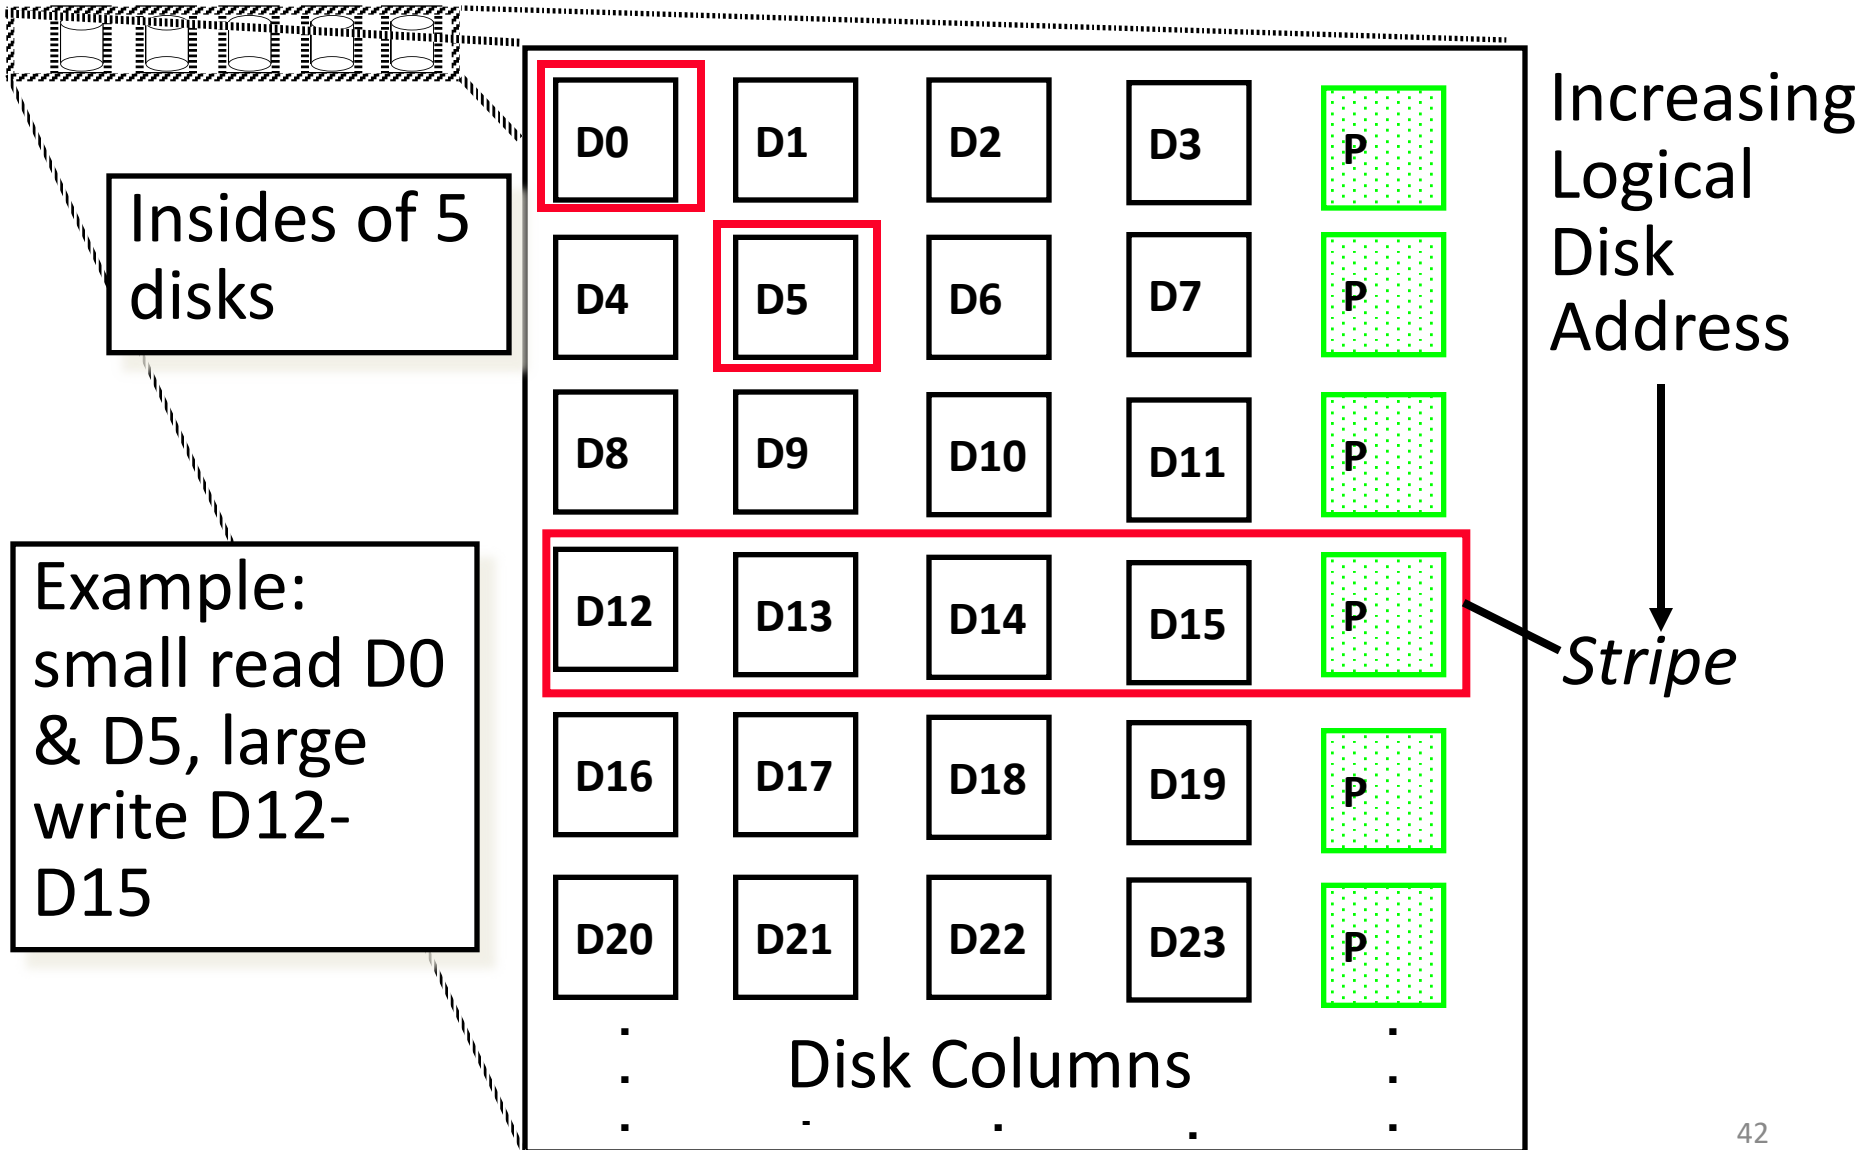 D0 D1 D2 D3 P
D4 D5 D6 D7 P
D8 D9 D10 D11 P
D12 D13 D14 D15 P
D16 D17 D18 D19 P
D20 D21 D22 D23 P
Disk Columns
Insides of 5
disks
Example:
small read D0
& D5, large
write D12-
D15
Increasing
Logical
Disk
Address
Stripe
42